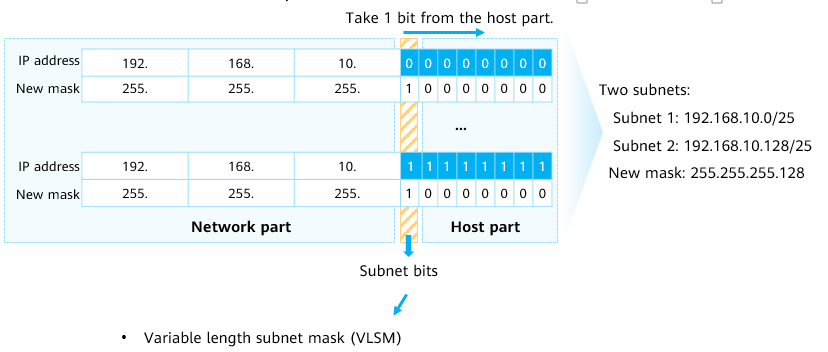 Take 1 bit from the host part.
IP address 192. 168. 10. 0 0 0 0 0 0 0 0
New mask 255. 255. 255. 1 0 0 0 0 0 0 0
...
IP address 192. 168. 10. 1 1 1 1 1 1 1 1
New mask 255. 255. 255. 1 0 0 0 0 0 0 0
Network part Host part
Subnet bits
• Variable length subnet mask (VLSM)
Two subnets:
Subnet 1: 192.168.10.0/25
Subnet 2: 192.168.10.128/25
New mask: 255.255.255.128